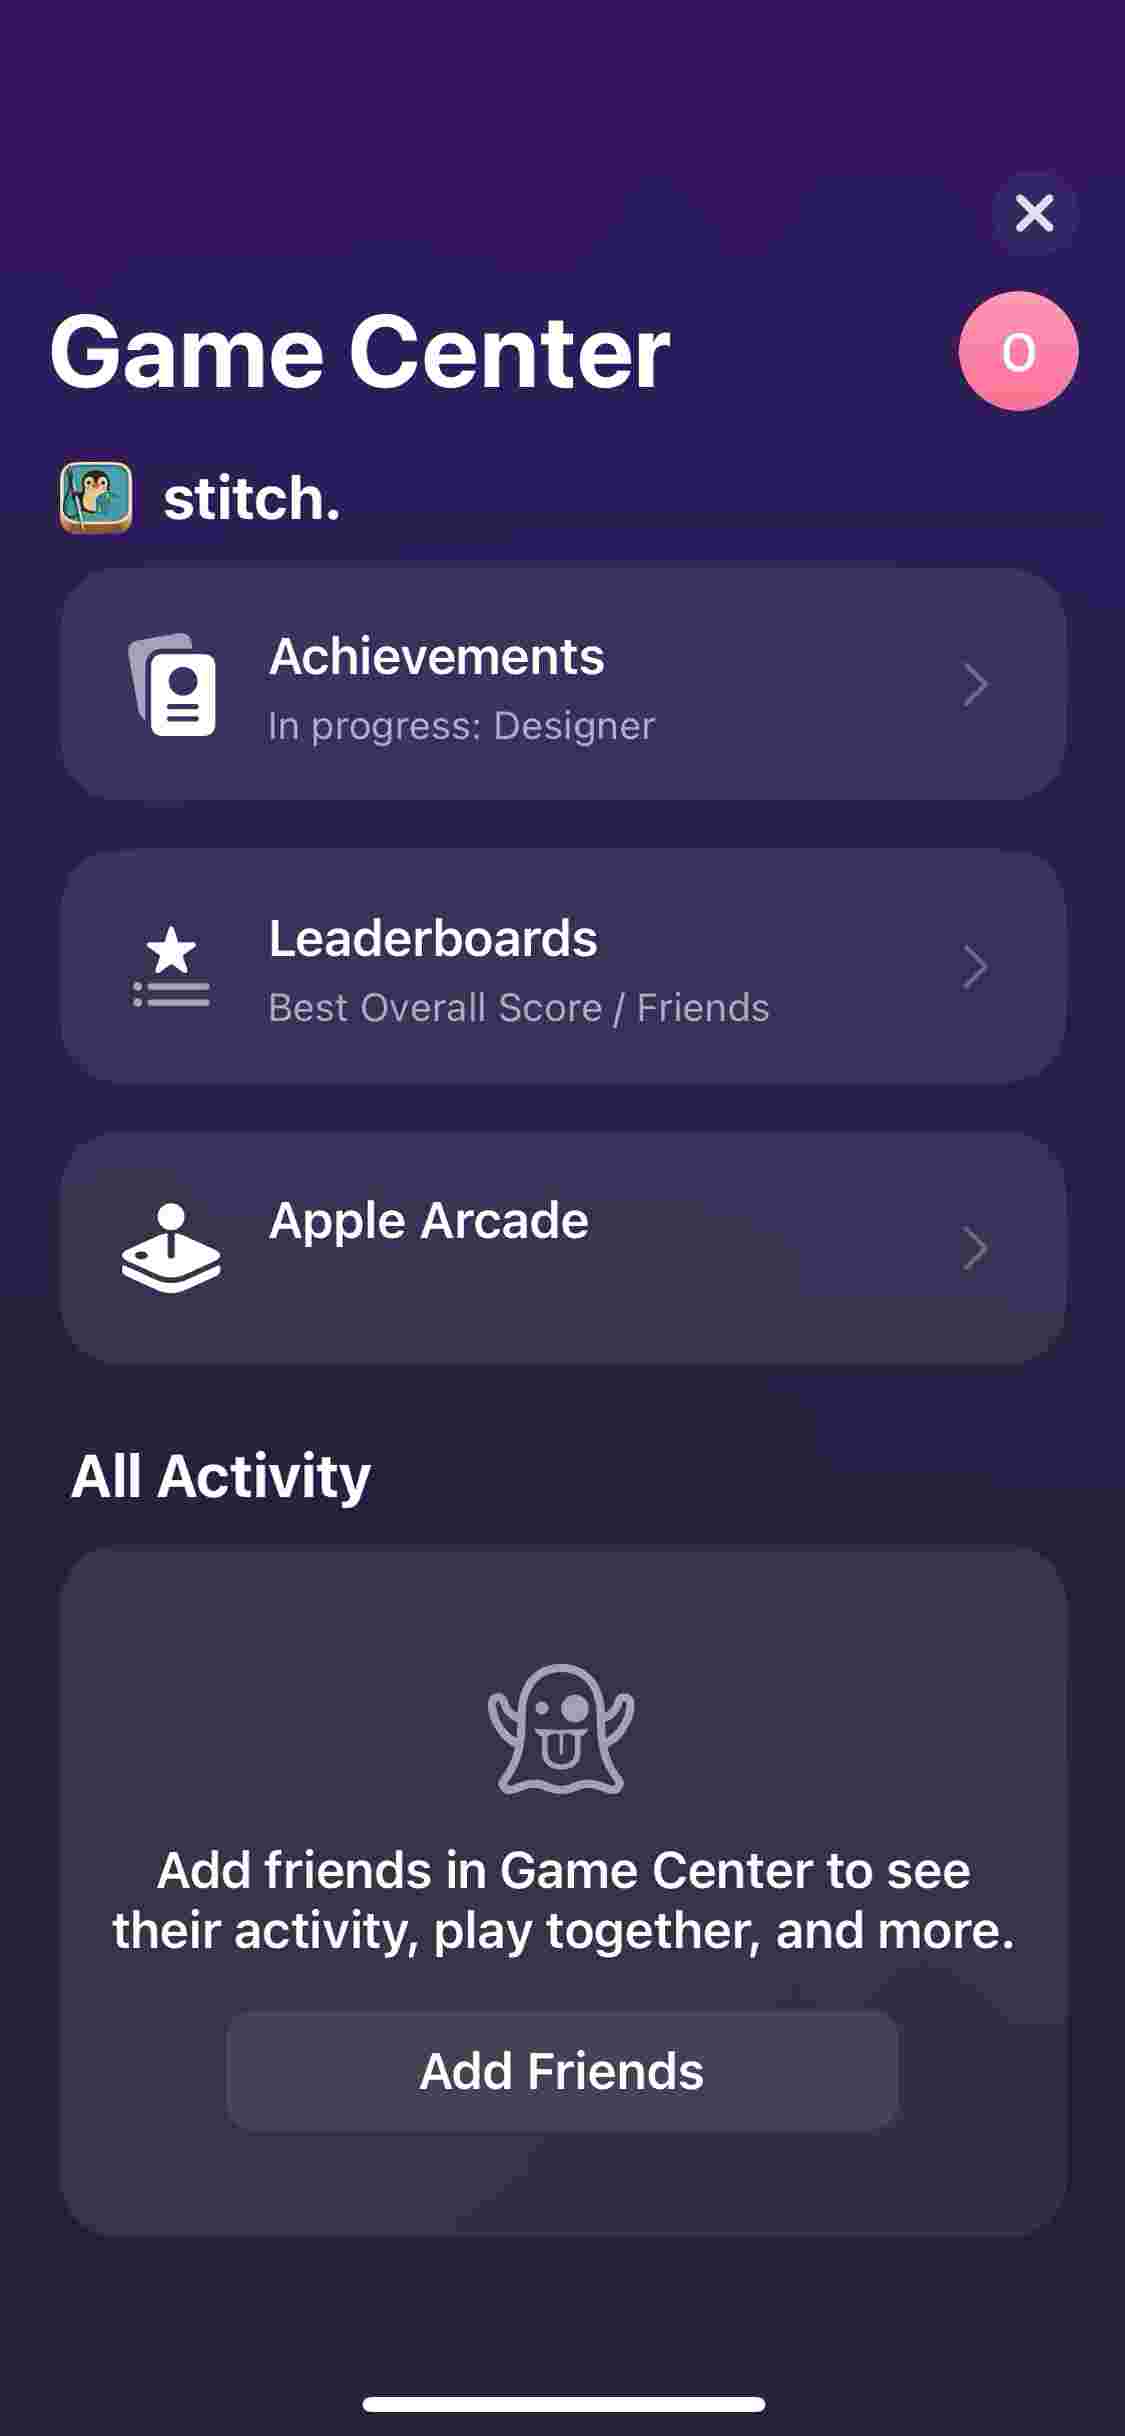 Game Center
O
stitch.
Achievements
In progress: Designer
Leaderboards
Best Overall Score / Friends
Apple Arcade
All Activity
Add friends in Game Center to see
their activity, play together, and more.
Add Friends